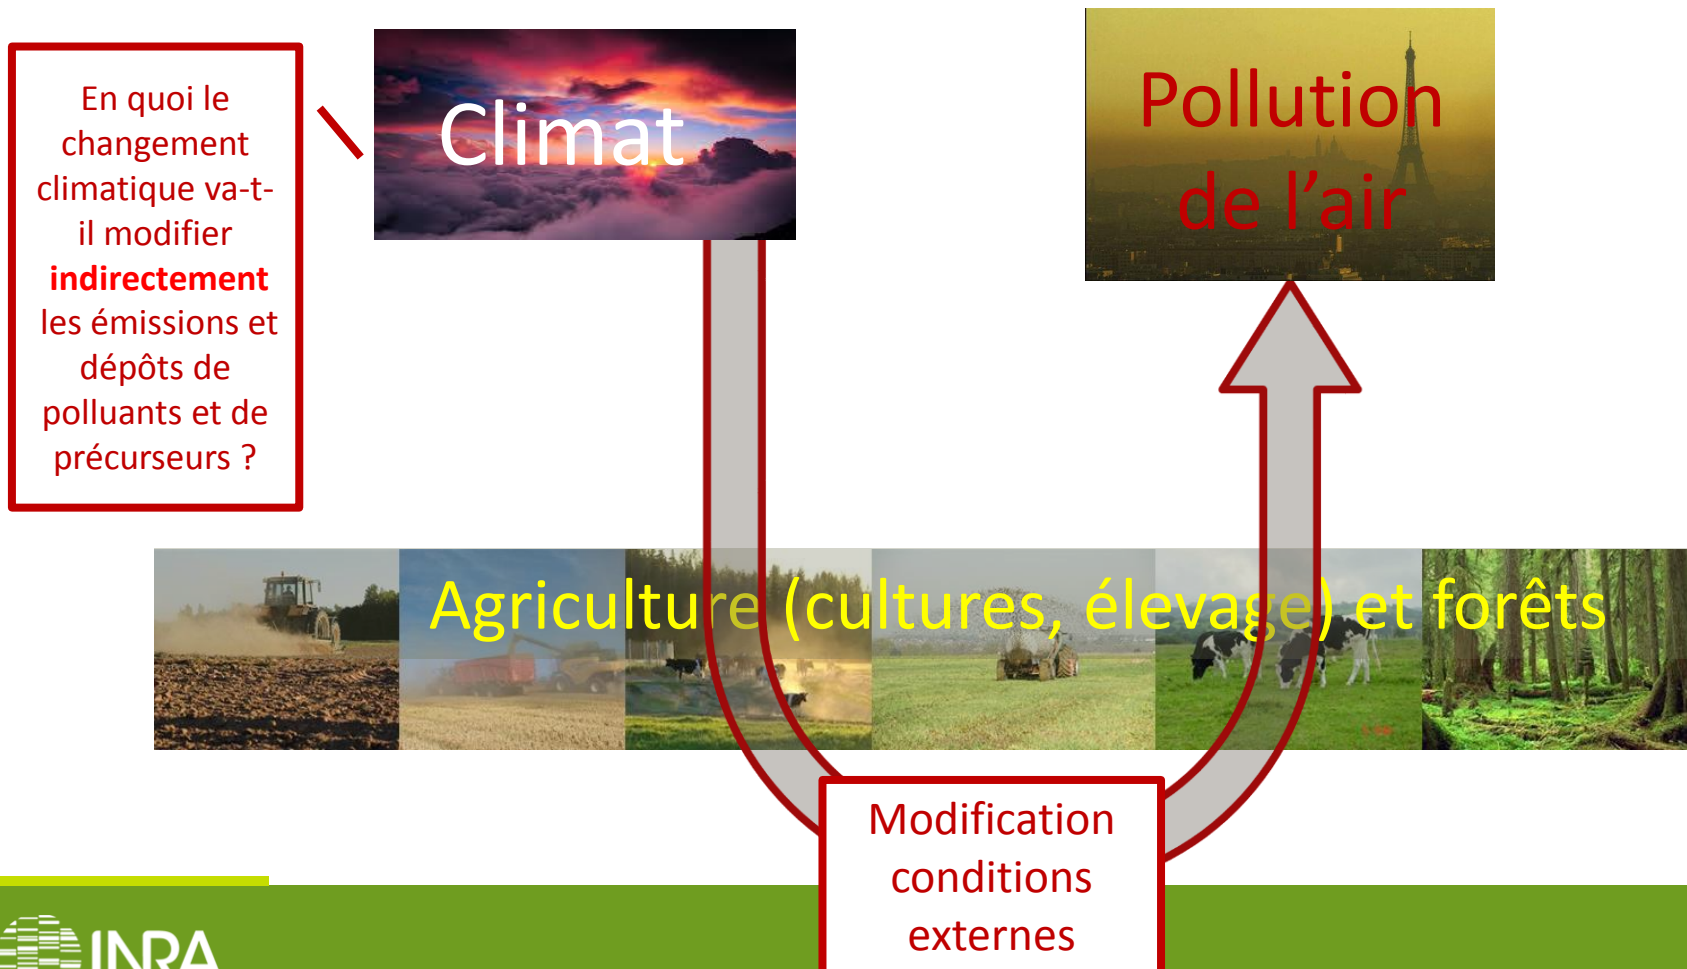 En quoi le
changement
climatique va-t-
il modifier
indirectement
les émissions et
dépôts de
polluants et de
précurseurs ?
Climat
Pollution
de l’air
Agriculture (cultures, élevage) et forêts
Modification
conditions
externes
INRA